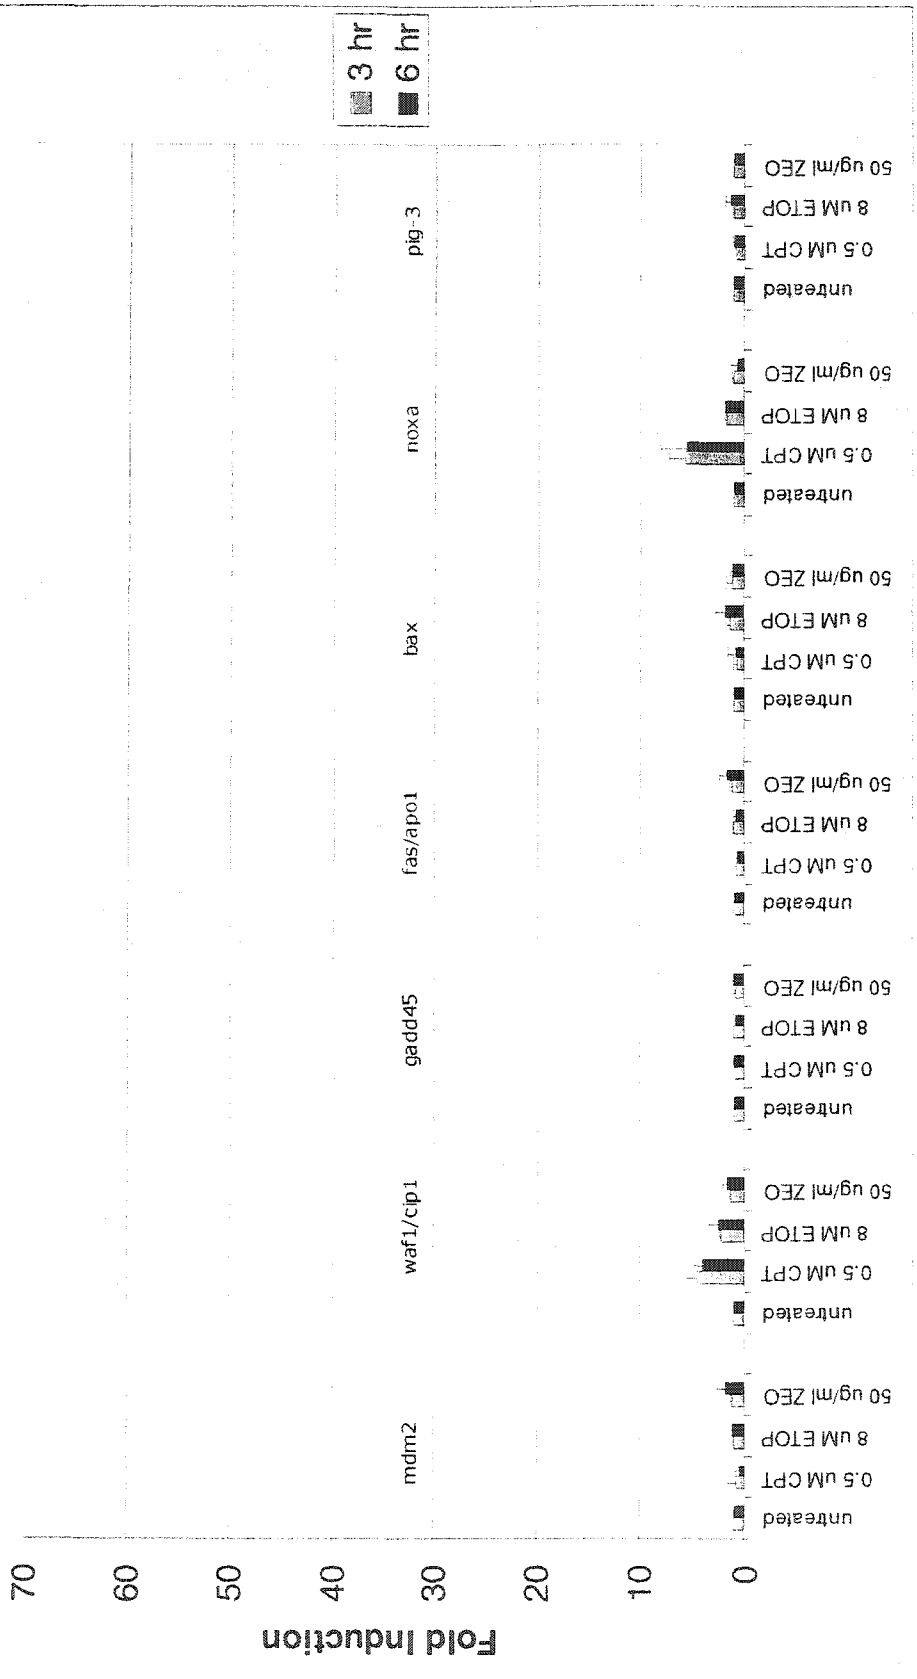 Fold Induction
70
60
50
40
30
20
10
0
3 hr
6 hr
mdm2
waf1/cip1
gadd45
fas/apo1
bax
noxa
pig-3
untreated
0.5 uM CPT
8 uM ETOP
50 ug/ml ZEO
untreated
0.5 uM CPT
8 uM ETOP
50 ug/ml ZEO
untreated
0.5 uM CPT
8 uM ETOP
50 ug/ml ZEO
untreated
0.5 uM CPT
8 uM ETOP
50 ug/ml ZEO
untreated
0.5 uM CPT
8 uM ETOP
50 ug/ml ZEO
untreated
0.5 uM CPT
8 uM ETOP
50 ug/ml ZEO
untreated
0.5 uM CPT
8 uM ETOP
50 ug/ml ZEO